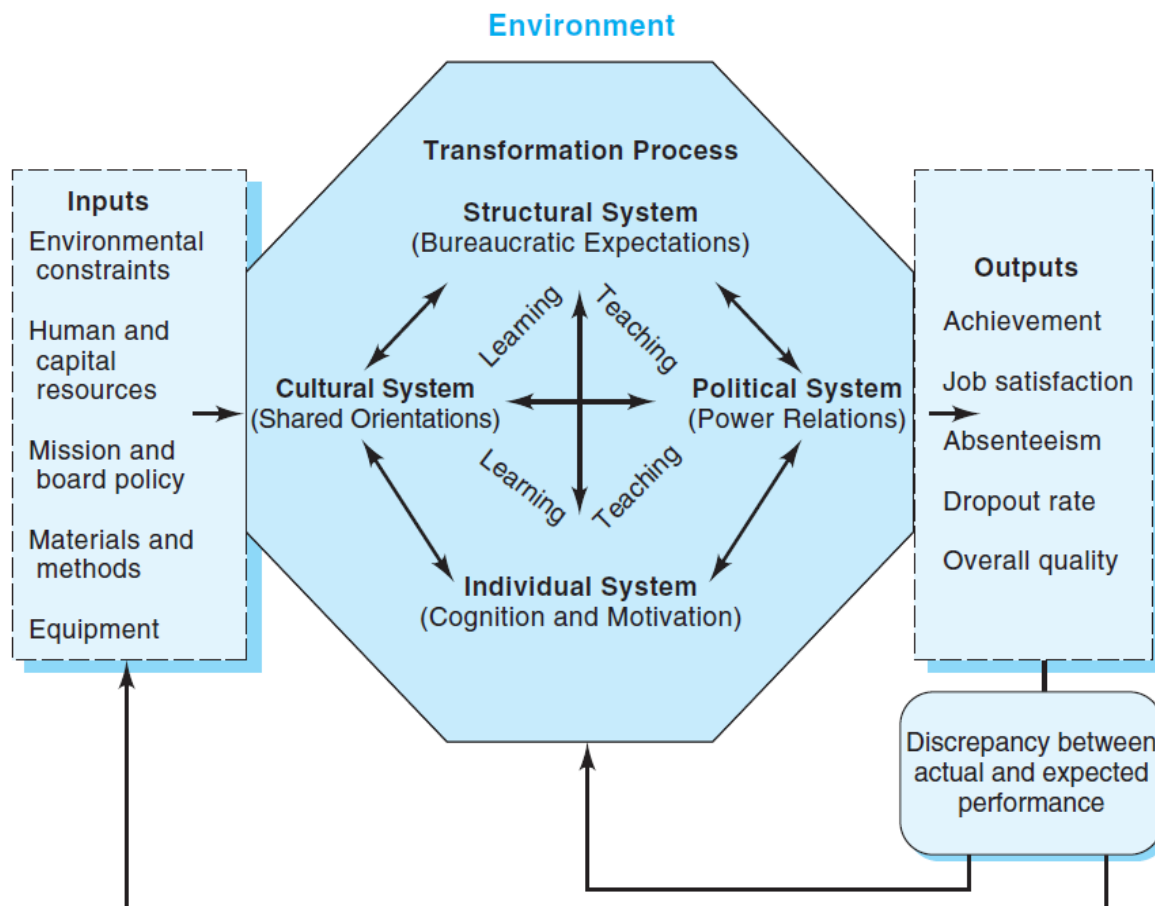 Environment
Transformation Process
Inputs
Environmental
constraints
Human and
capital
resources
Mission and
board policy
Materials and
methods
Equipment
Structural System
(Bureaucratic Expectations)
Learning
Teaching
Cultural System
(Shared Orientations)
Political System
(Power Relations)
Learning
Teaching
Individual System
(Cognition and Motivation)
Outputs
Achievement
Job satisfaction
Absenteeism
Dropout rate
Overall quality
Discrepancy between
actual and expected
performance